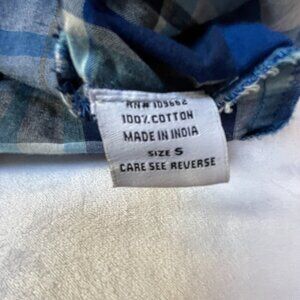 RN# 109662
100% COTTON
MADE IN INDIA
SIZE S
CARE SEE REVERSE